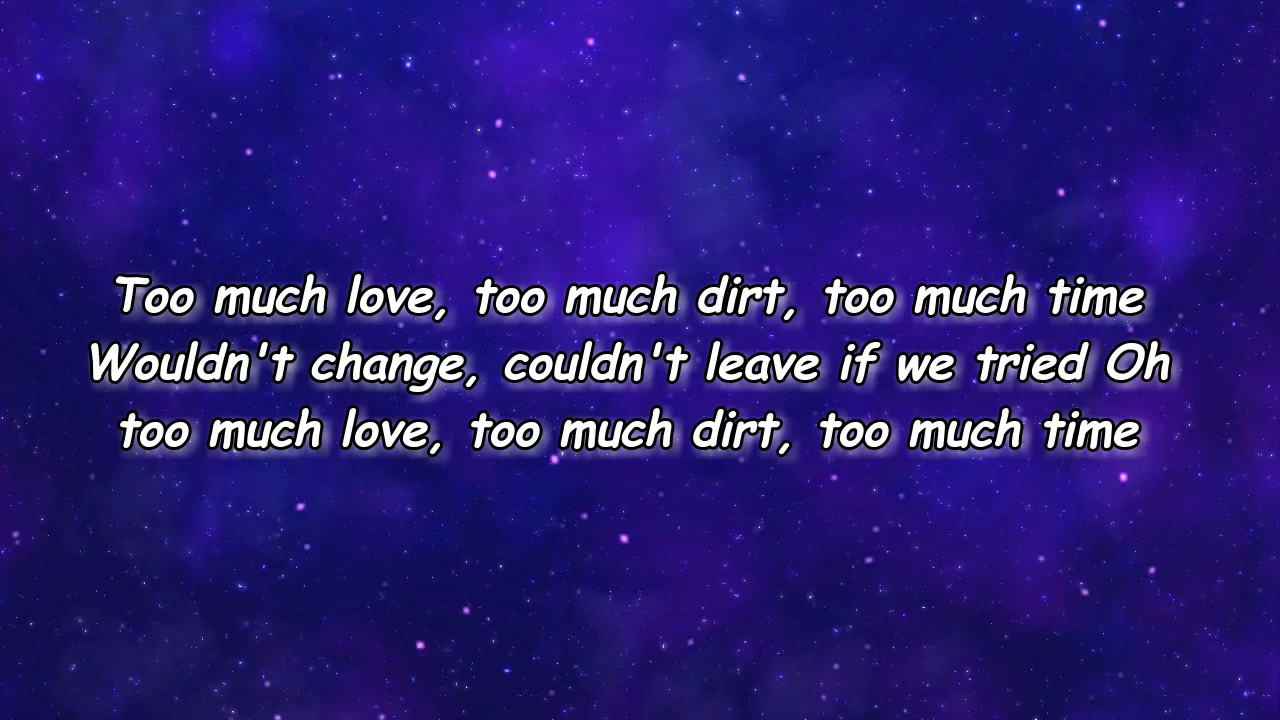 Too much love, too much dirt, too much time
Wouldn't change, couldn't leave if we tried Oh
too much love, too much dirt, too much time